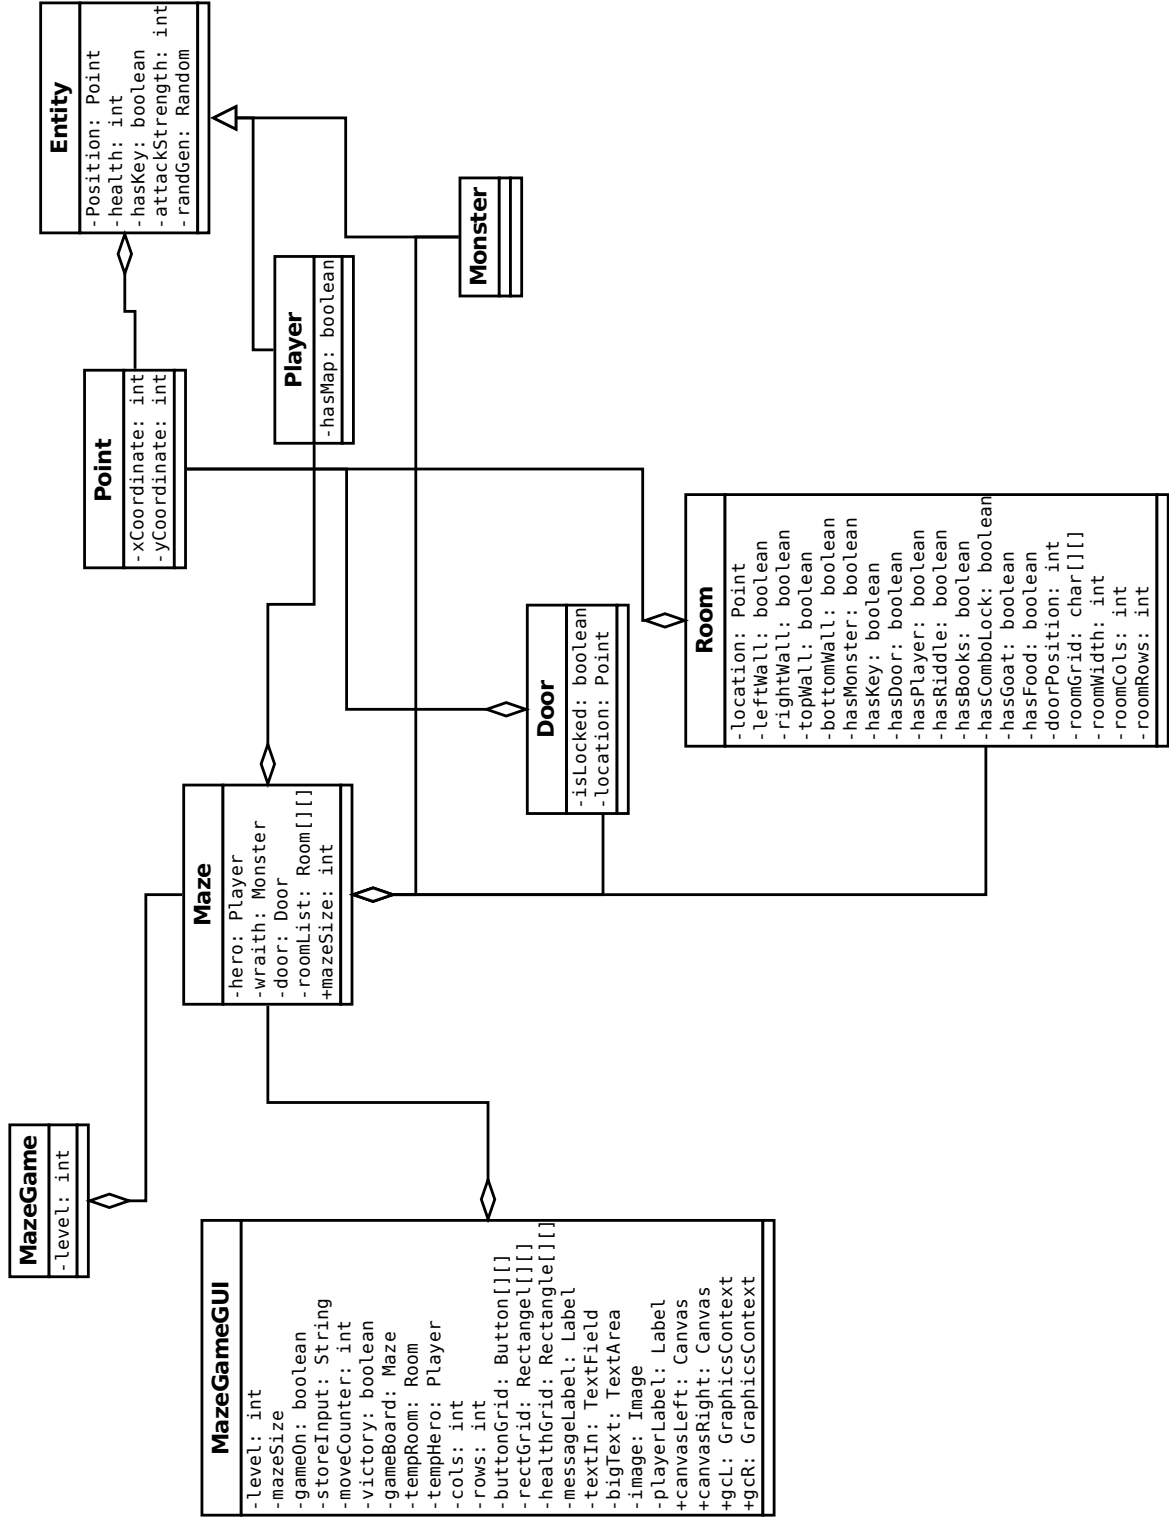 MazeGame
-level: int
MazeGameGUI
-level: int
-mazeSize
-gameOn: boolean
-storeInput: String
-moveCounter: int
-victory: boolean
-gameBoard: Maze
-tempRoom: Room
-tempHero: Player
-cols: int
-rows: int
-buttonGrid: Button[][]
-rectGrid: Rectangel[][]
-healthGrid: Rectangle[][]
-messageLabel: Label
-textIn: TextField
-bigText: TextArea
-image: Image
-playerLabel: Label
+canvasLeft: Canvas
+canvasRight: Canvas
+gcL: GraphicsContext
+gcR: GraphicsContext
Maze
-hero: Player
-wraith: Monster
-door: Door
-roomList: Room[][]
+mazeSize: int
Door
-isLocked: boolean
-location: Point
Room
-location: Point
-leftWall: boolean
-rightWall: boolean
-topWall: boolean
-bottomWall: boolean
-hasMonster: boolean
-hasKey: boolean
-hasDoor: boolean
-hasPlayer: boolean
-hasRiddle: boolean
-hasBooks: boolean
-hasComboLock: boolean
-hasGoat: boolean
-hasFood: boolean
-doorPosition: int
-roomGrid: char[][]
-roomWidth: int
-roomCols: int
-roomRows: int
Point
-xCoordinate: int
-yCoordinate: int
Player
-hasMap: boolean
Monster
Entity
-Position: Point
-health: int
-hasKey: boolean
-attackStrength: int
-randGen: Random